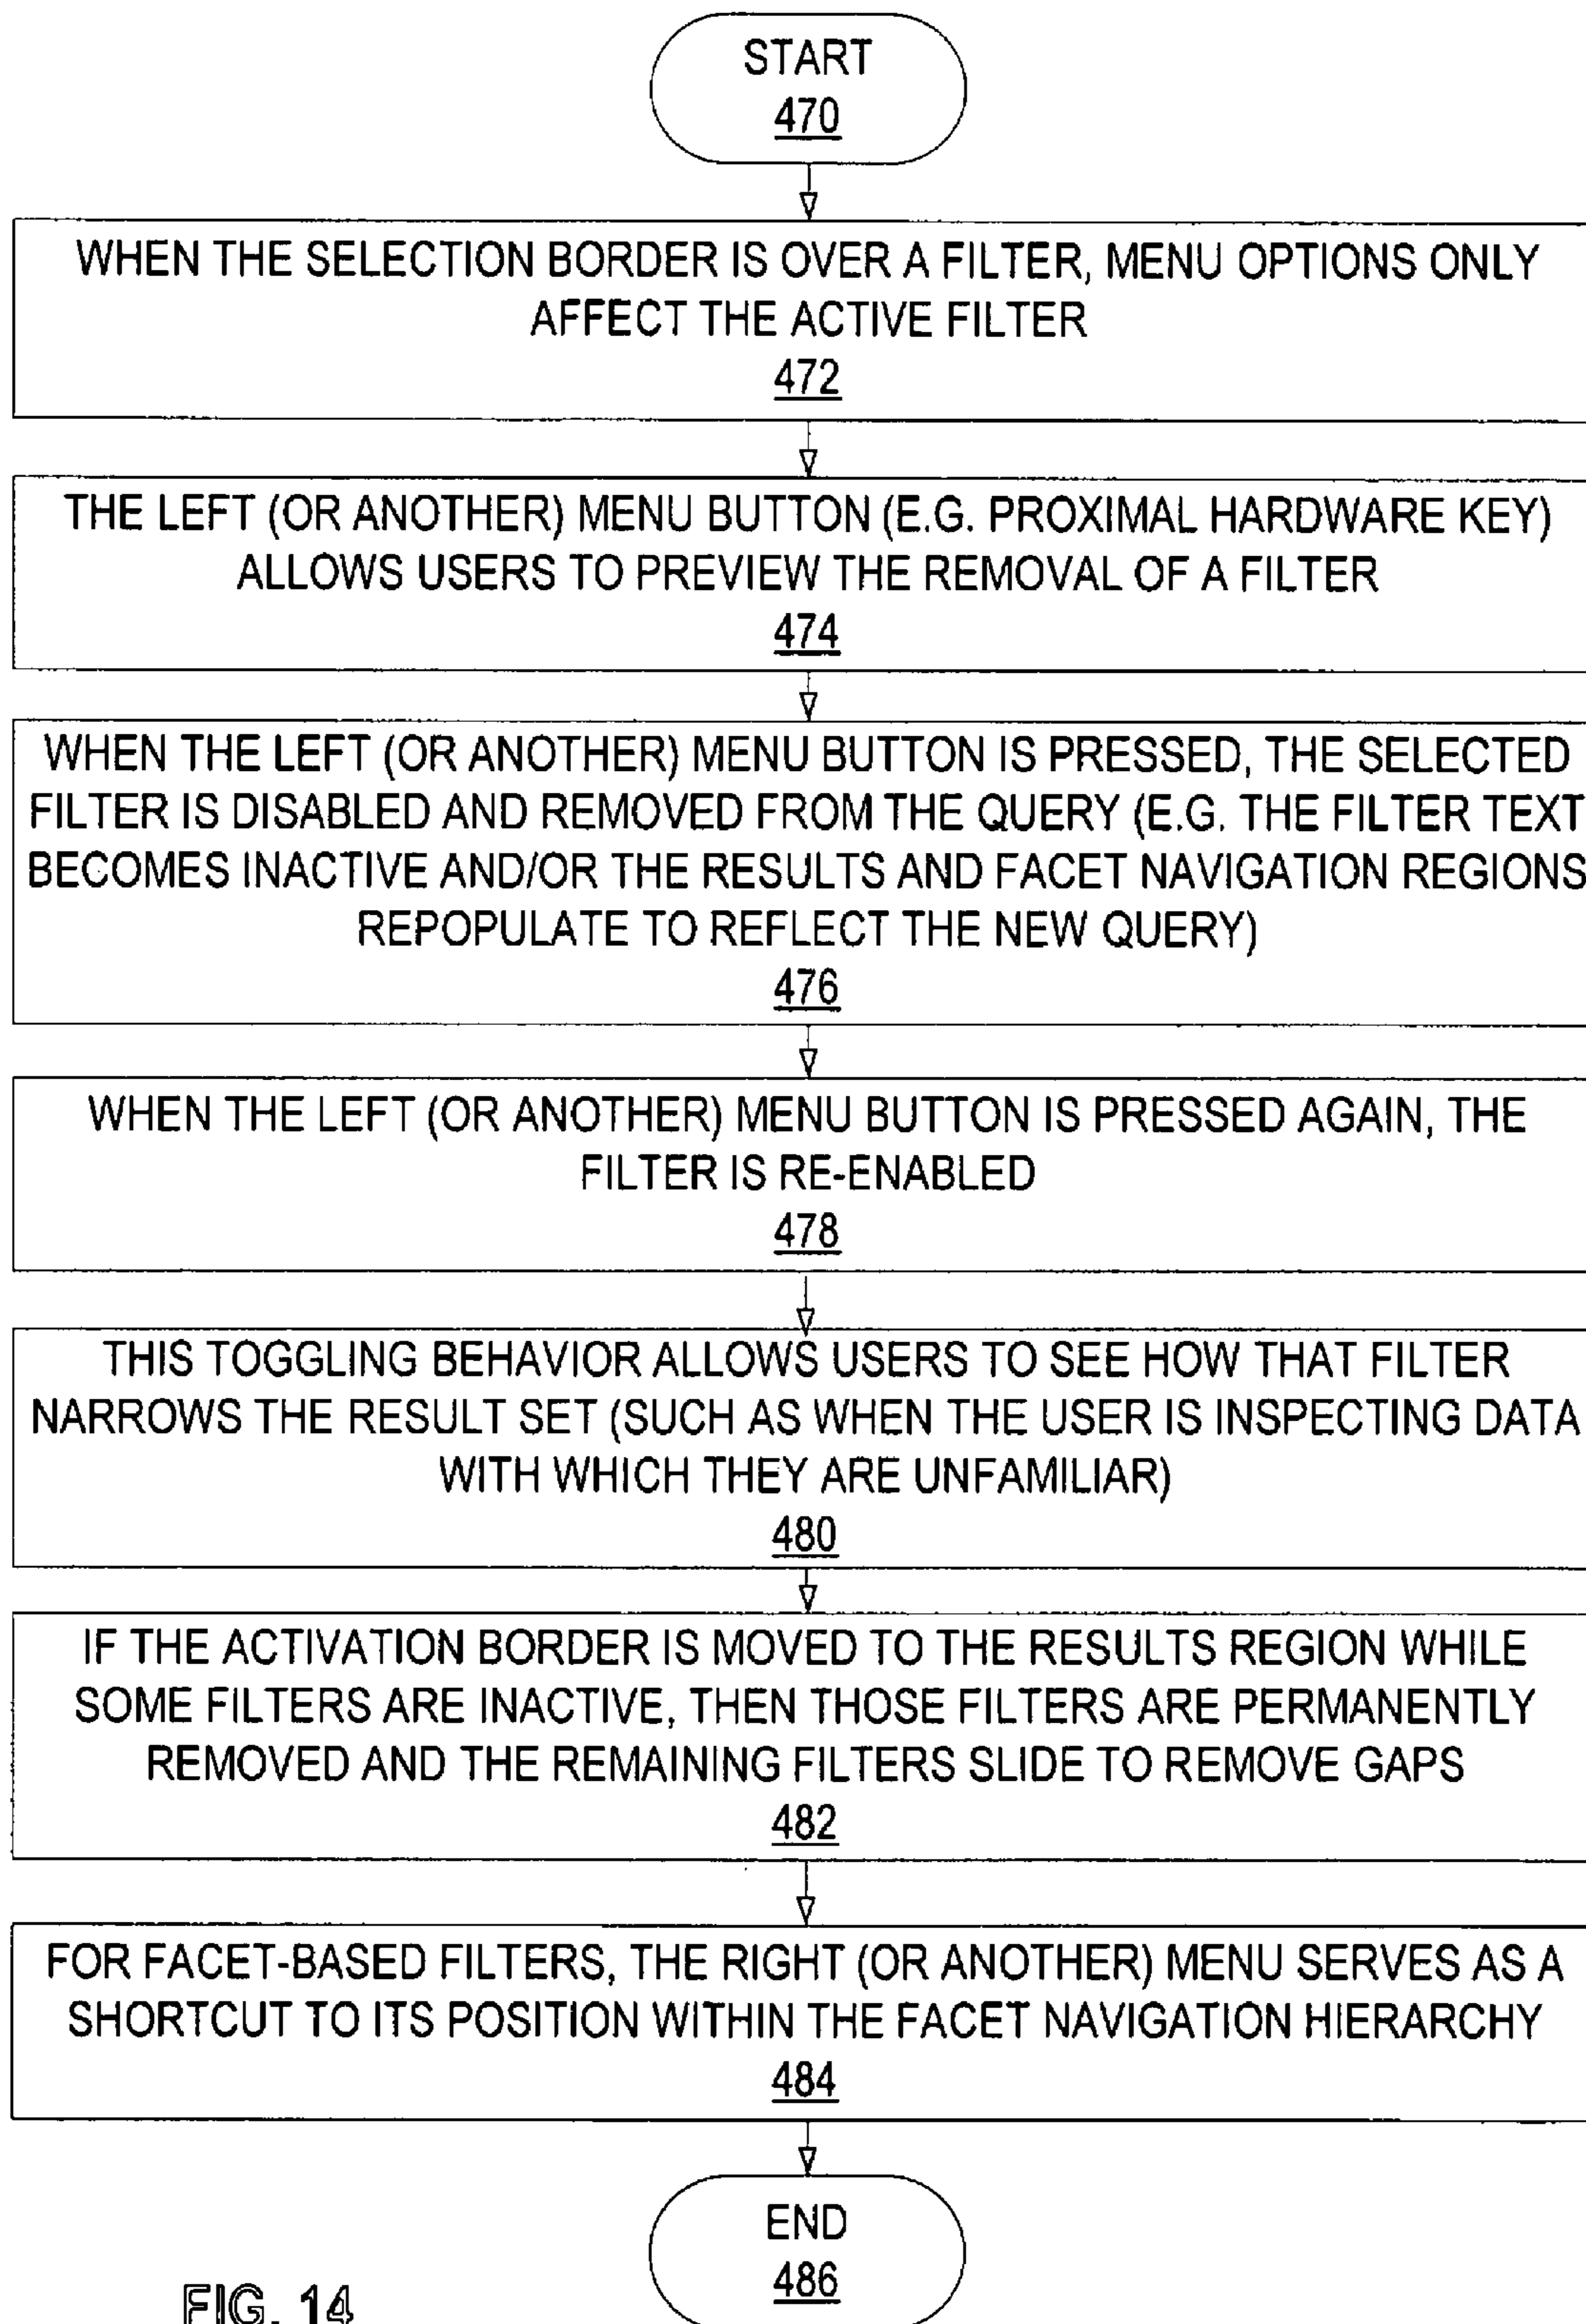 START
470
WHEN THE SELECTION BORDER IS OVER A FILTER, MENU OPTIONS ONLY
AFFECT THE ACTIVE FILTER
472
THE LEFT (OR ANOTHER) MENU BUTTON (E.G. PROXIMAL HARDWARE KEY)
ALLOWS USERS TO PREVIEW THE REMOVAL OF A FILTER
474
WHEN THE LEFT (OR ANOTHER) MENU BUTTON IS PRESSED, THE SELECTED
FILTER IS DISABLED AND REMOVED FROM THE QUERY (E.G. THE FILTER TEXT
BECOMES INACTIVE AND/OR THE RESULTS AND FACET NAVIGATION REGIONS
REPOPULATE TO REFLECT THE NEW QUERY)
476
WHEN THE LEFT (OR ANOTHER) MENU BUTTON IS PRESSED AGAIN, THE
FILTER IS RE-ENABLED
478
THIS TOGGLING BEHAVIOR ALLOWS USERS TO SEE HOW THAT FILTER
NARROWS THE RESULT SET (SUCH AS WHEN THE USER IS INSPECTING DATA
WITH WHICH THEY ARE UNFAMILIAR)
480
IF THE ACTIVATION BORDER IS MOVED TO THE RESULTS REGION WHILE
SOME FILTERS ARE INACTIVE, THEN THOSE FILTERS ARE PERMANENTLY
REMOVED AND THE REMAINING FILTERS SLIDE TO REMOVE GAPS
482
FOR FACET-BASED FILTERS, THE RIGHT (OR ANOTHER) MENU SERVES AS A
SHORTCUT TO ITS POSITION WITHIN THE FACET NAVIGATION HIERARCHY
484
END
486
FIG. 14